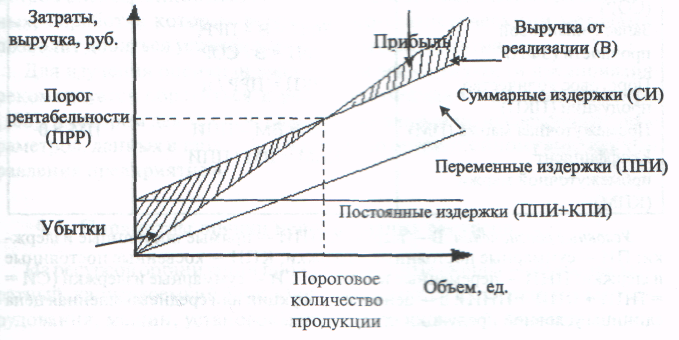 Затраты,
выручка, руб.
Прибыль
Выручка от
реализации (В)
Порог
рентабельности
(ПРР)
Суммарные издержки (СИ)
Переменные издержки (ПНИ)
Постоянные издержки (ППИ+КПИ)
Убытки
Пороговое
количество
продукции
Объем, ед.